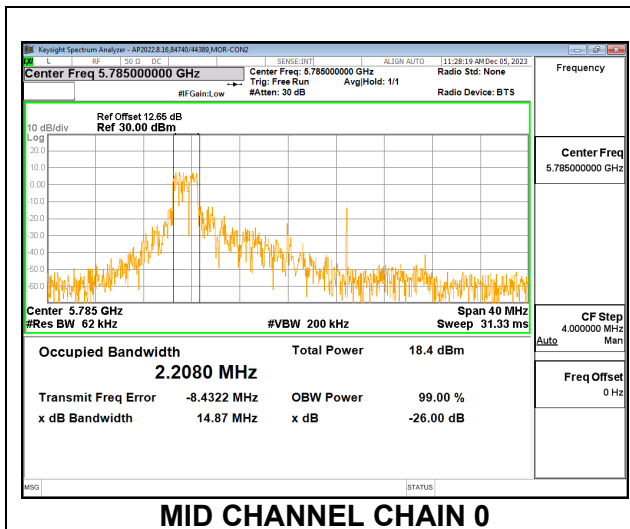 Keysight Spectrum Analyzer - AP2022.8.16,84740/44389,MOR-CON2
L RF 50 Ω DC SENSE:INT ALIGN AUTO 11:28:19 AM Dec 05, 2023
Center Freq 5.785000000 GHz Center Freq: 5.785000000 GHz Radio Std: None Frequency
Trig: Free Run Avg|Hold: 1/1
#IFGain:Low #Atten: 30 dB Radio Device: BTS
Ref Offset 12.65 dB
10 dB/div Ref 30.00 dBm
Log
20.0
10.0
0.00
-10.0
-20.0
-30.0
-40.0
-50.0
-60.0
Center Freq
5.785000000 GHz
Center 5.785 GHz Span 40 MHz
#Res BW 62 kHz #VBW 200 kHz Sweep 31.33 ms
CF Step
4.000000 MHz
Auto Man
Freq Offset
0 Hz
Occupied Bandwidth Total Power 18.4 dBm
2.2080 MHz
Transmit Freq Error -8.4322 MHz OBW Power 99.00 %
x dB Bandwidth 14.87 MHz x dB -26.00 dB
MSG STATUS
MID CHANNEL CHAIN 0